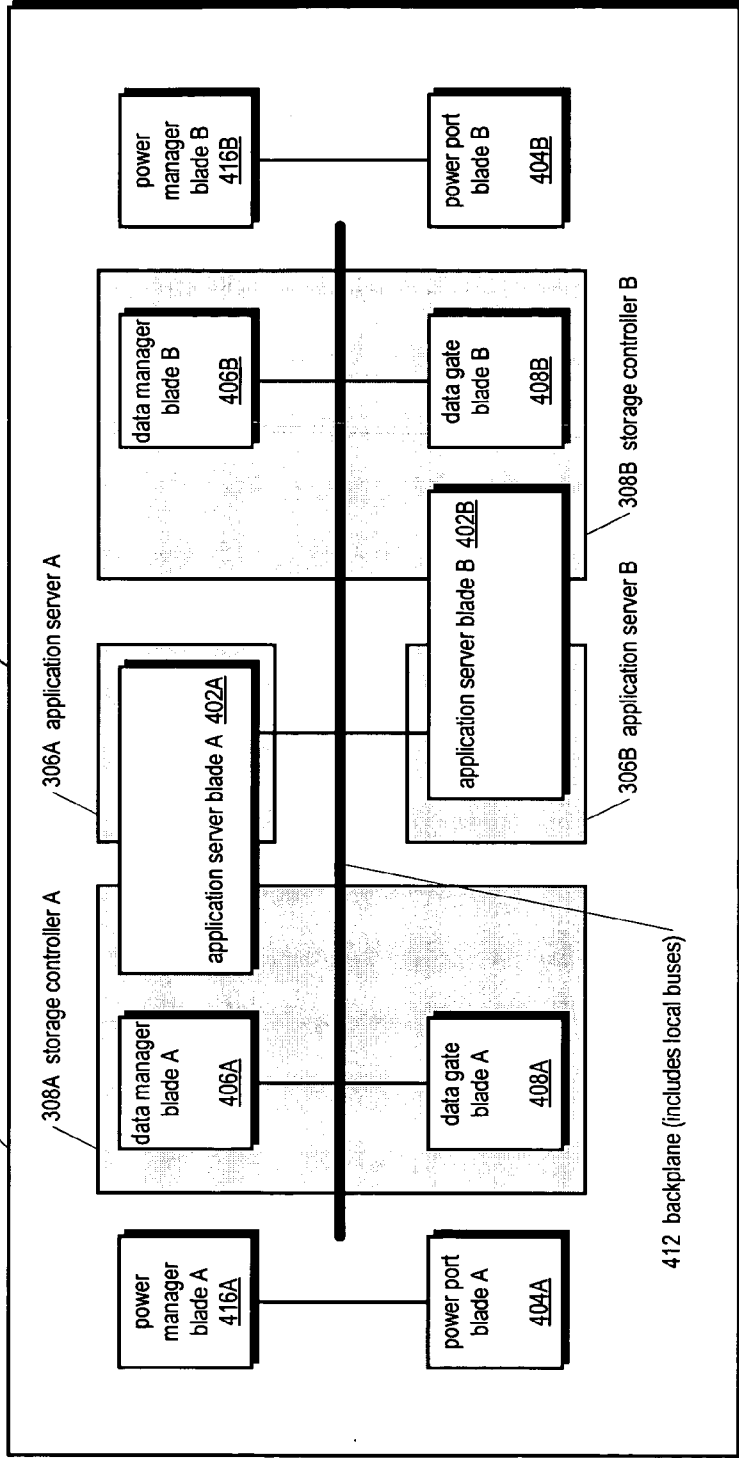 308A storage controller A
306A application server A
power
manager
blade A
416A
data manager
blade A
406A
application server blade A 402A
data manager
blade B
406B
power
manager
blade B
416B
power port
blade A
404A
data gate
blade A
408A
application server blade B 402B
data gate
blade B
408B
power port
blade B
404B
412 backplane (includes local buses)
306B application server B
308B storage controller B